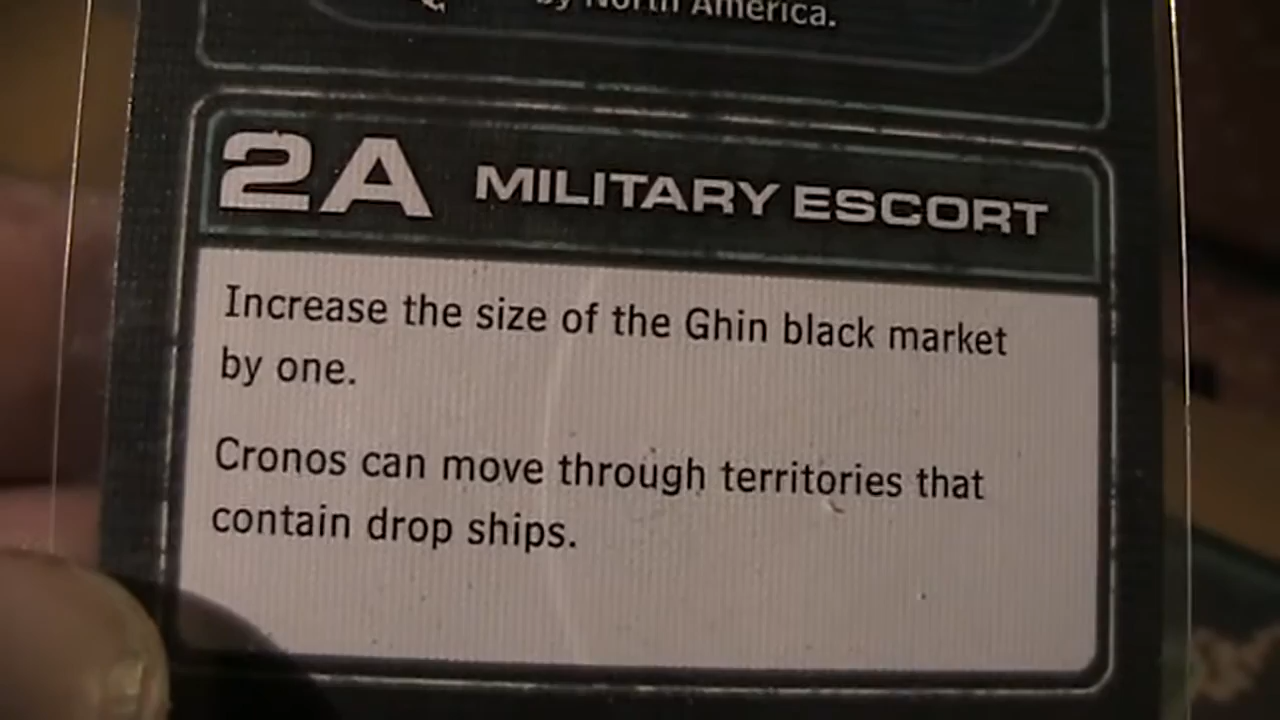 by North America.
2A MILITARY ESCORT
Increase the size of the Ghin black market
by one.
Cronos can move through territories that
contain drop ships.